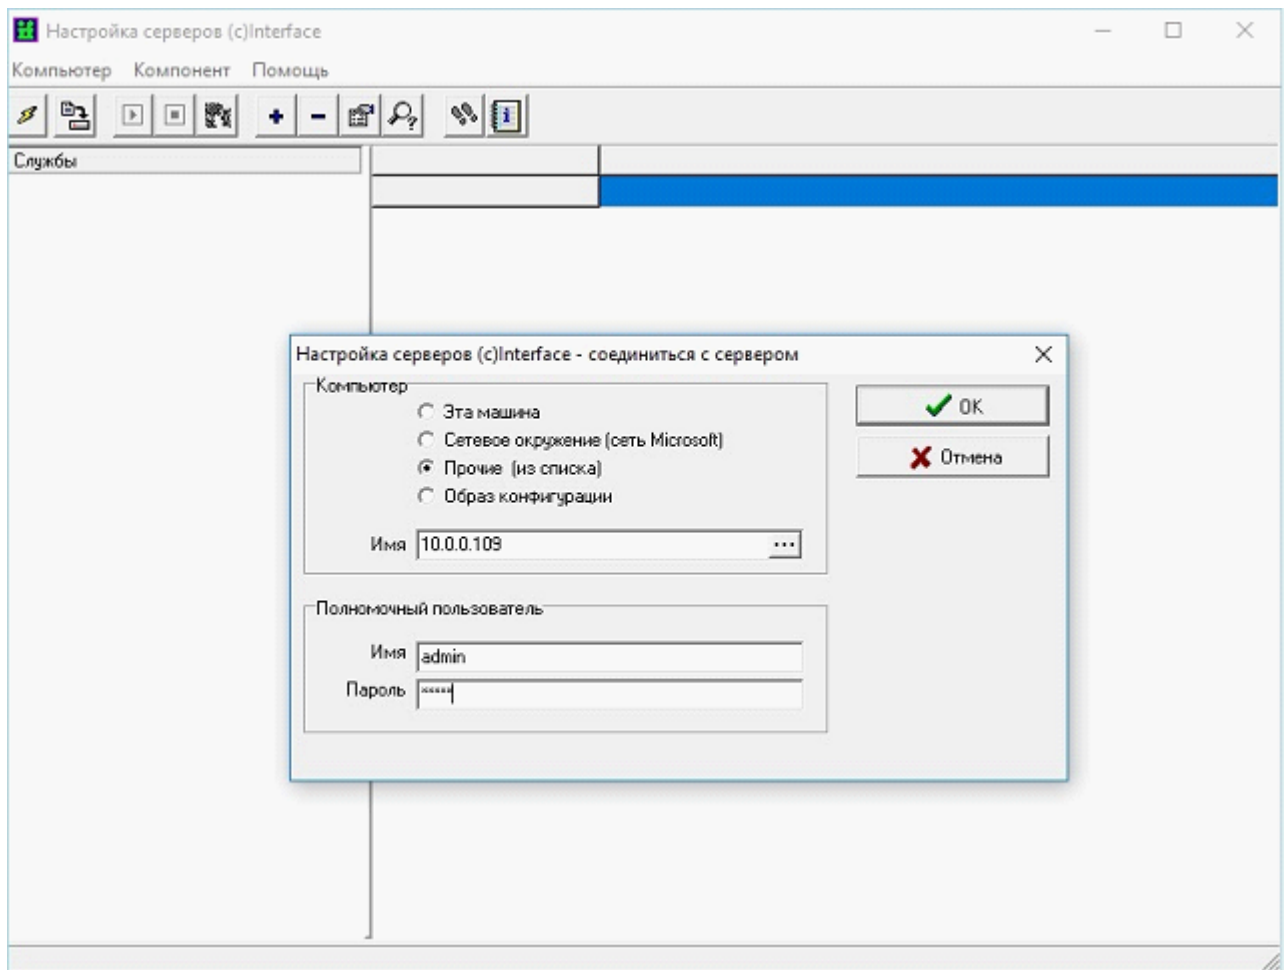 Настройка серверов (c)Interface
Компьютер Компонент Помощь
Службы
Настройка серверов (c)Interface - соединиться с сервером
Компьютер
Эта машина
Сетевое окружение (сеть Microsoft)
Прочие (из списка)
Образ конфигурации
Имя 10.0.0.109 ...
OK
Отмена
Полномочный пользователь
Имя admin
Пароль *****